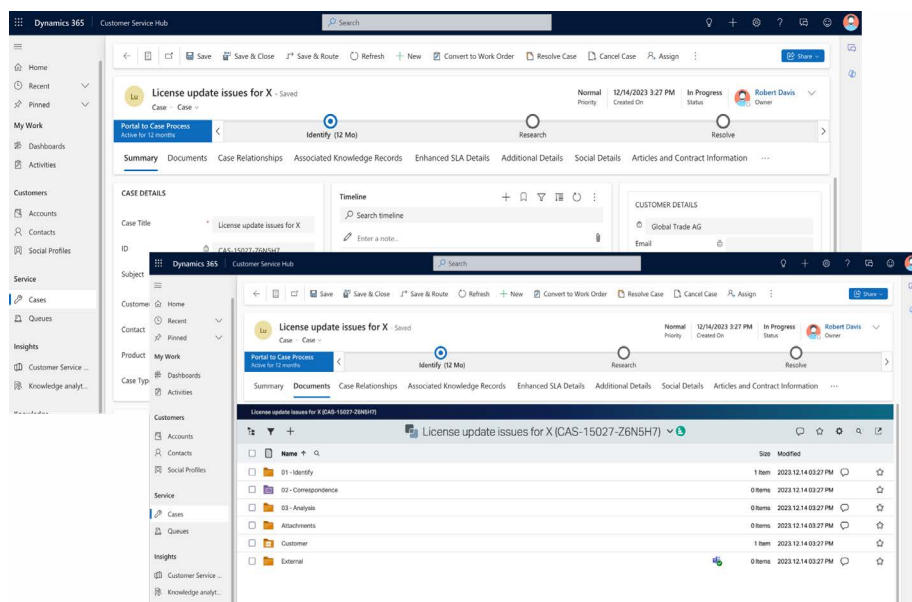 Dynamics 365 Customer Service Hub Search
Save Save & Close Save & Route Refresh New Convert to Work Order Resolve Case Cancel Case Assign Share
Home
Recent
Pinned
My Work
Dashboards
Activities
Customers
Accounts
Contacts
Social Profiles
Service
Cases
Queues
Insights
Customer Service ...
Knowledge analyt...
Lu
License update issues for X - Saved
Case · Case
Normal 12/14/2023 3:27 PM In Progress Robert Davis
Priority Created On Status Owner
Portal to Case Process
Active for 12 months
Identify (12 Mo) Research Resolve
Summary Documents Case Relationships Associated Knowledge Records Enhanced SLA Details Additional Details Social Details Articles and Contract Information ...
CASE DETAILS
Case Title * License update issues for X
ID CAS-15027-Z6N5H7
Subject
Customer
Contact
Product
Case Typ
Timeline
Search timeline
Enter a note...
CUSTOMER DETAILS
Global Trade AG
Email
Dynamics 365 Customer Service Hub Search
Save Save & Close Save & Route Refresh New Convert to Work Order Resolve Case Cancel Case Assign Share
Home
Recent
Pinned
My Work
Dashboards
Activities
Customers
Accounts
Contacts
Social Profiles
Service
Cases
Queues
Insights
Customer Service ...
Knowledge analyt...
Lu
License update issues for X - Saved
Case · Case
Normal 12/14/2023 3:27 PM In Progress Robert Davis
Priority Created On Status Owner
Portal to Case Process
Active for 12 months
Identify (12 Mo) Research Resolve
Summary Documents Case Relationships Associated Knowledge Records Enhanced SLA Details Additional Details Social Details Articles and Contract Information ...
License update issues for X (CAS-15027-Z6N5H7)
License update issues for X (CAS-15027-Z6N5H7)
Name Size Modified
01 - Identify 1 Item 2023.12.14 03:27 PM
02 - Correspondence 0 Items 2023.12.14 03:27 PM
03 - Analysis 0 Items 2023.12.14 03:27 PM
Attachments 0 Items 2023.12.14 03:27 PM
Customer 1 Item 2023.12.14 03:27 PM
External 0 Items 2023.12.14 03:27 PM